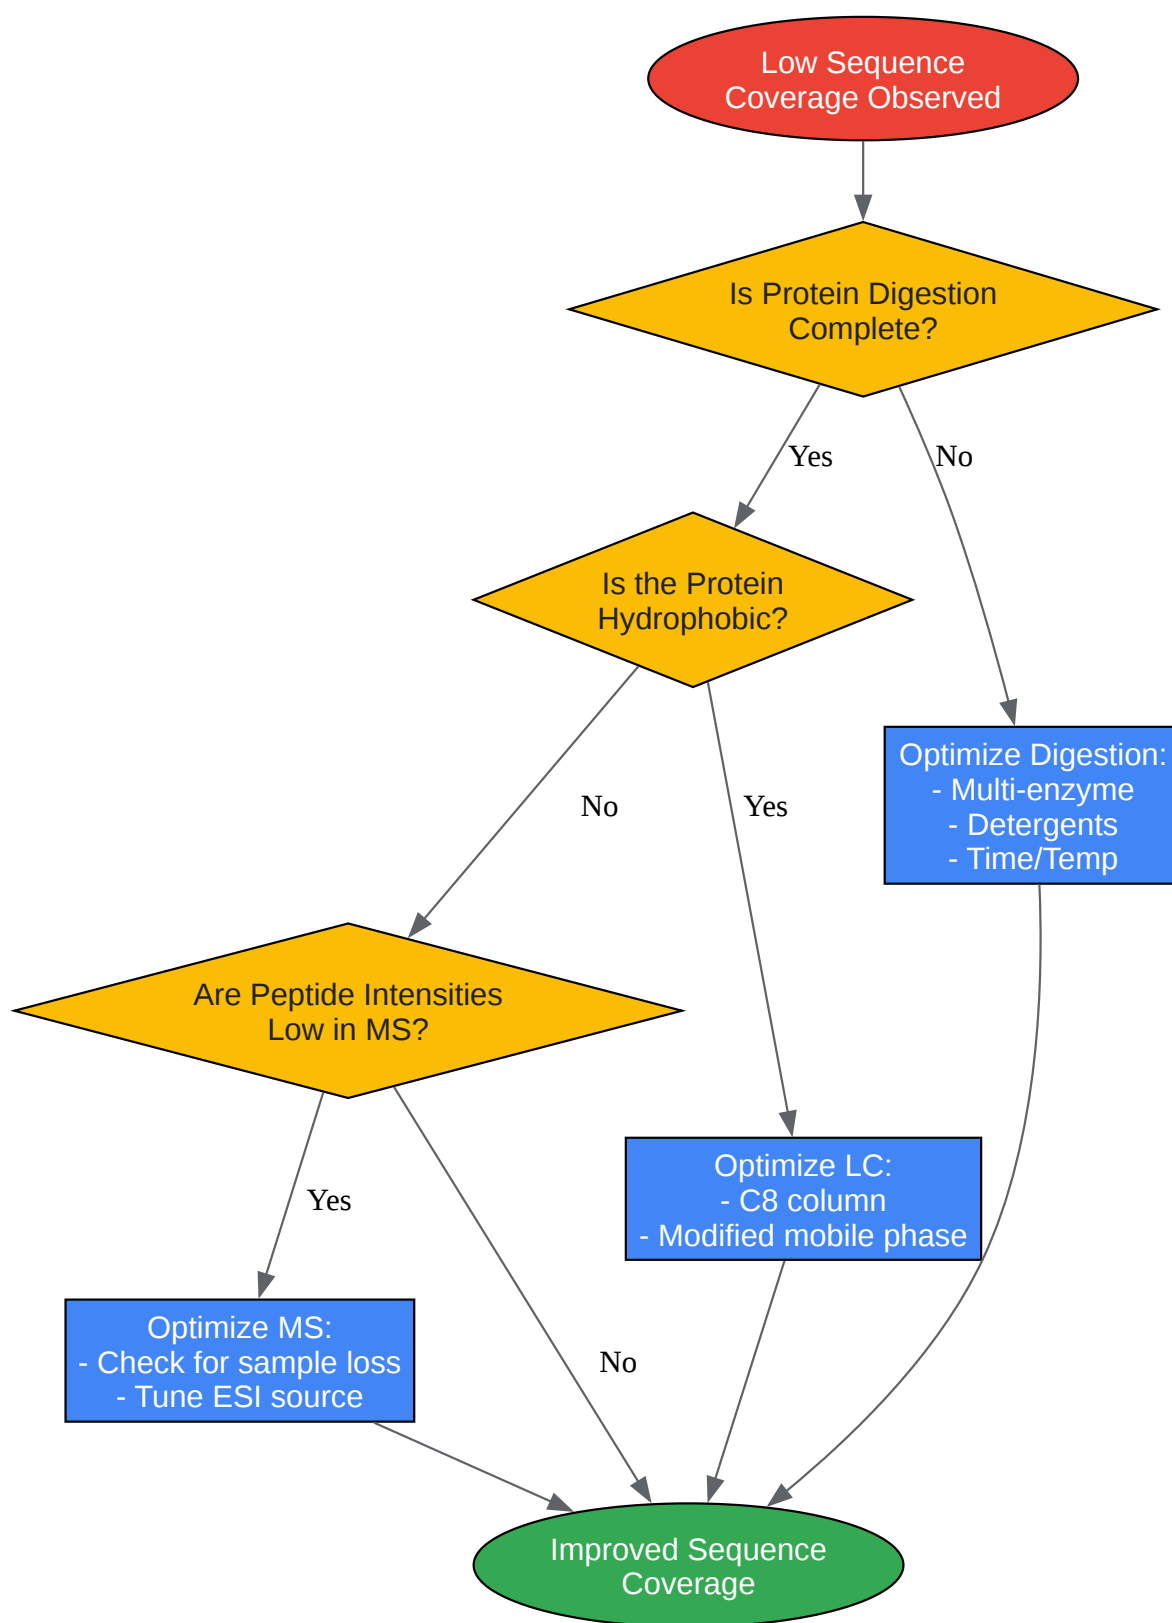 Low Sequence
Coverage Observed
Is Protein Digestion
Complete?
Yes
No
Is the Protein
Hydrophobic?
Optimize Digestion:
- Multi-enzyme
- Detergents
- Time/Temp
No
Yes
Are Peptide Intensities
Low in MS?
Optimize LC:
- C8 column
- Modified mobile phase
Yes
Optimize MS:
- Check for sample loss
- Tune ESI source
No
Improved Sequence
Coverage